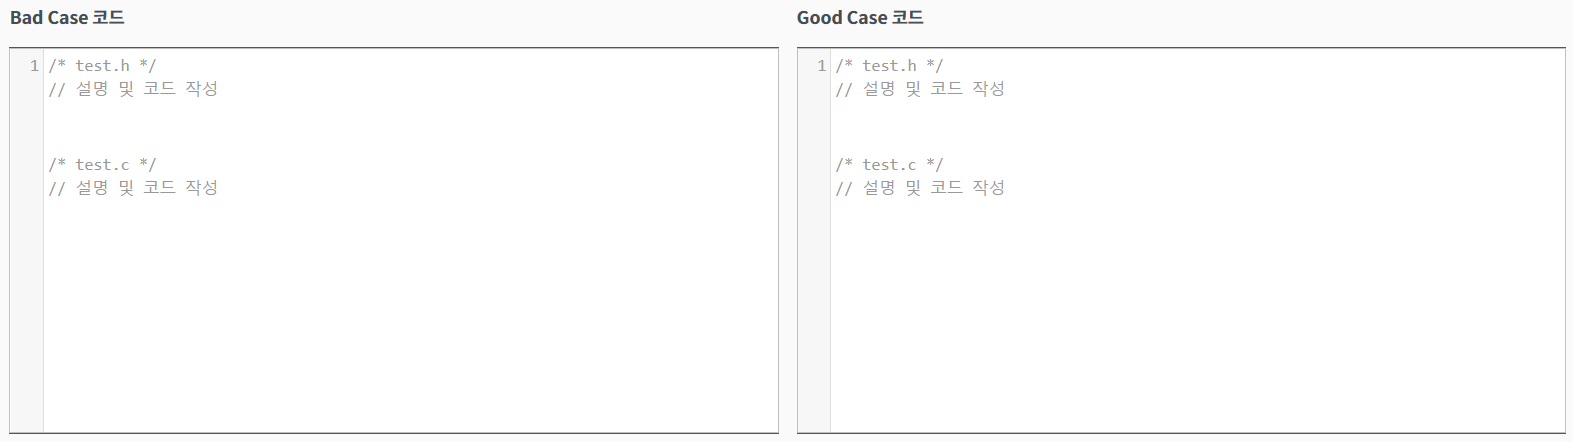 Bad Case 코드
1 /* test.h */
// 설명 및 코드 작성
/* test.c */
// 설명 및 코드 작성
Good Case 코드
1 /* test.h */
// 설명 및 코드 작성
/* test.c */
// 설명 및 코드 작성